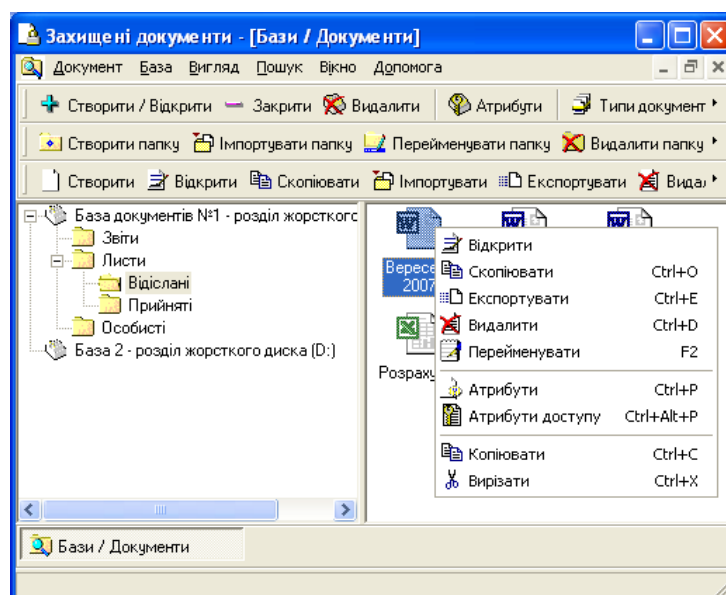 Захищені документи - [Бази / Документи]
Документ База Вигляд Пошук Вікно Допомога
Створити / Відкрити Закрити Видалити Атрибути Типи документ
Створити папку Імпортувати папку Перейменувати папку Видалити папку
Створити Відкрити Скопіювати Імпортувати Експортувати Видал
База документів №1 - розділ жорсткого
Звіти
Листи
Відіслані
Прийняті
Особисті
База 2 - розділ жорсткого диска (D:)
Вересе
2007
Розраху
Відкрити
Скопіювати Ctrl+O
Експортувати Ctrl+E
Видалити Ctrl+D
Перейменувати F2
Атрибути Ctrl+P
Атрибути доступу Ctrl+Alt+P
Копіювати Ctrl+C
Вирізати Ctrl+X
Бази / Документи